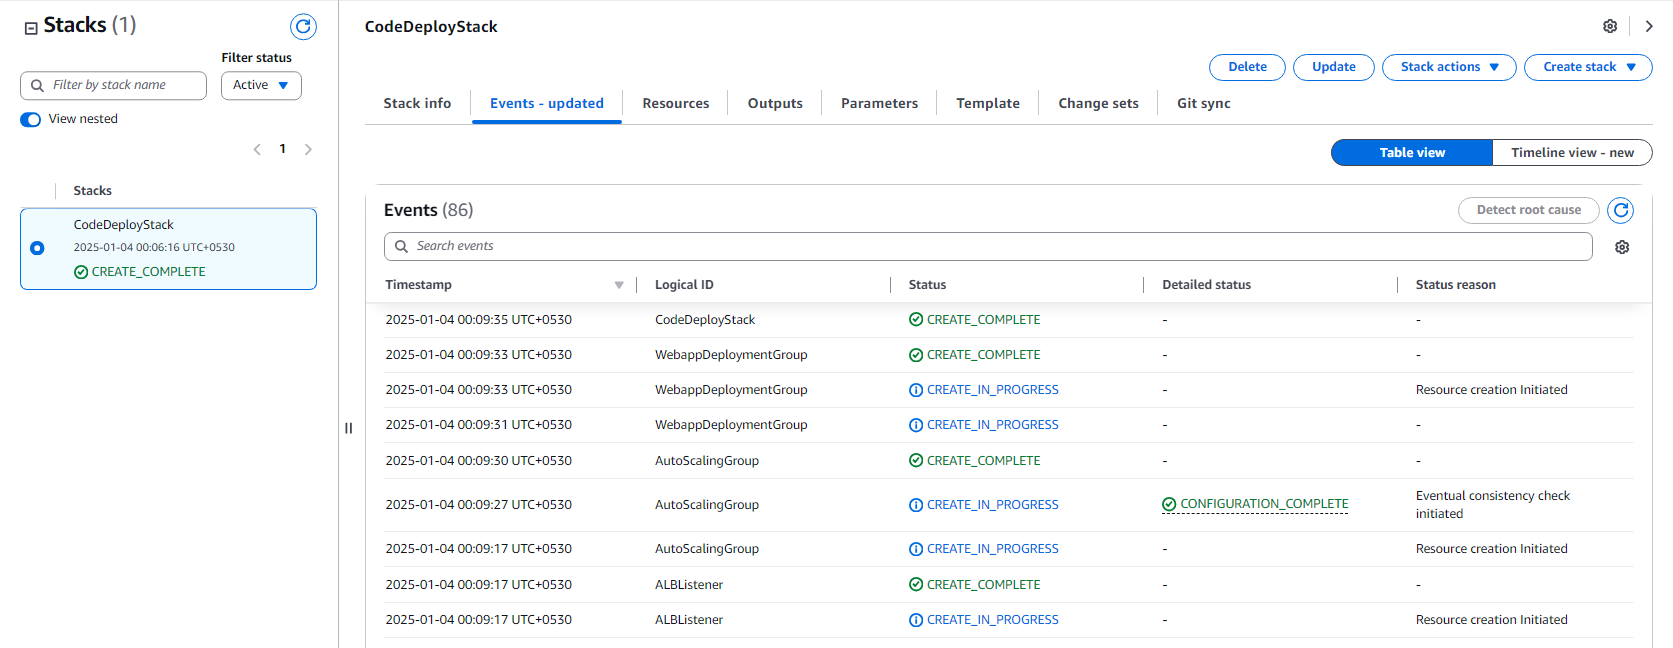 Stacks (1)
Filter status
Filter by stack name
Active
View nested
1
Stacks
CodeDeployStack
2025-01-04 00:06:16 UTC+0530
CREATE_COMPLETE
CodeDeployStack
Delete Update Stack actions Create stack
Stack info Events - updated Resources Outputs Parameters Template Change sets Git sync
Table view Timeline view - new
Events (86)
Detect root cause
Search events
Timestamp Logical ID Status Detailed status Status reason
2025-01-04 00:09:35 UTC+0530 CodeDeployStack CREATE_COMPLETE - -
2025-01-04 00:09:33 UTC+0530 WebappDeploymentGroup CREATE_COMPLETE - -
2025-01-04 00:09:33 UTC+0530 WebappDeploymentGroup CREATE_IN_PROGRESS - Resource creation Initiated
2025-01-04 00:09:31 UTC+0530 WebappDeploymentGroup CREATE_IN_PROGRESS - -
2025-01-04 00:09:30 UTC+0530 AutoScalingGroup CREATE_COMPLETE - -
2025-01-04 00:09:27 UTC+0530 AutoScalingGroup CREATE_IN_PROGRESS CONFIGURATION_COMPLETE Eventual consistency check
initiated
2025-01-04 00:09:17 UTC+0530 AutoScalingGroup CREATE_IN_PROGRESS - Resource creation Initiated
2025-01-04 00:09:17 UTC+0530 ALBListener CREATE_COMPLETE - -
2025-01-04 00:09:17 UTC+0530 ALBListener CREATE_IN_PROGRESS - Resource creation Initiated